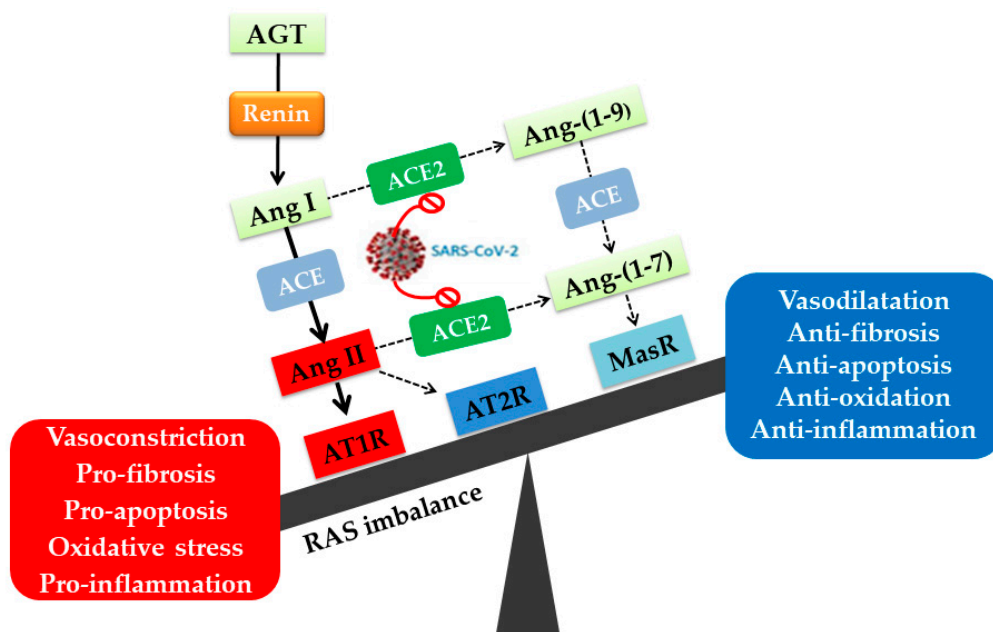 AGT
Renin
Ang-(1-9)
ACE2
Ang I
ACE
SARS-CoV-2
ACE
Ang-(1-7)
ACE2
Ang II
MasR
AT2R
AT1R
Vasodilatation
Anti-fibrosis
Anti-apoptosis
Anti-oxidation
Anti-inflammation
Vasoconstriction
Pro-fibrosis
Pro-apoptosis
Oxidative stress
Pro-inflammation
RAS imbalance